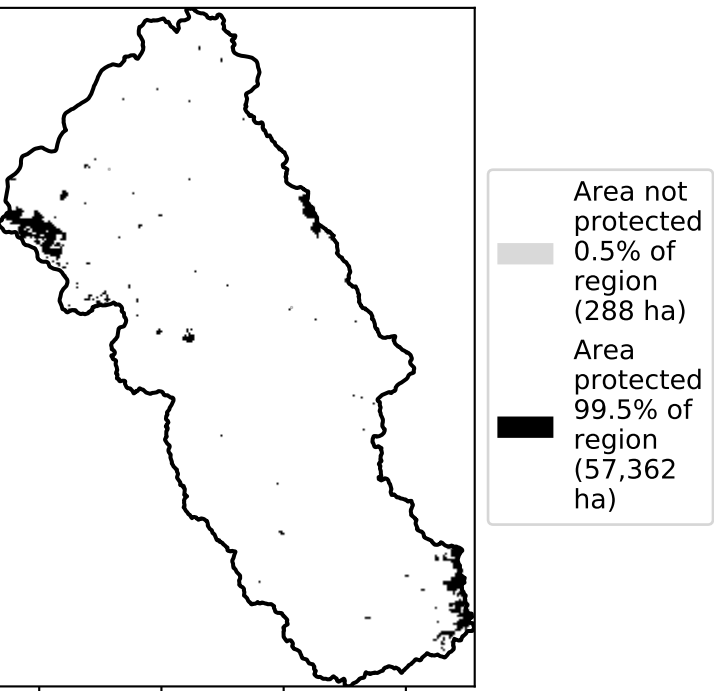 Area not
protected
0.5% of
region
(288 ha)
Area
protected
99.5% of
region
(57,362
ha)